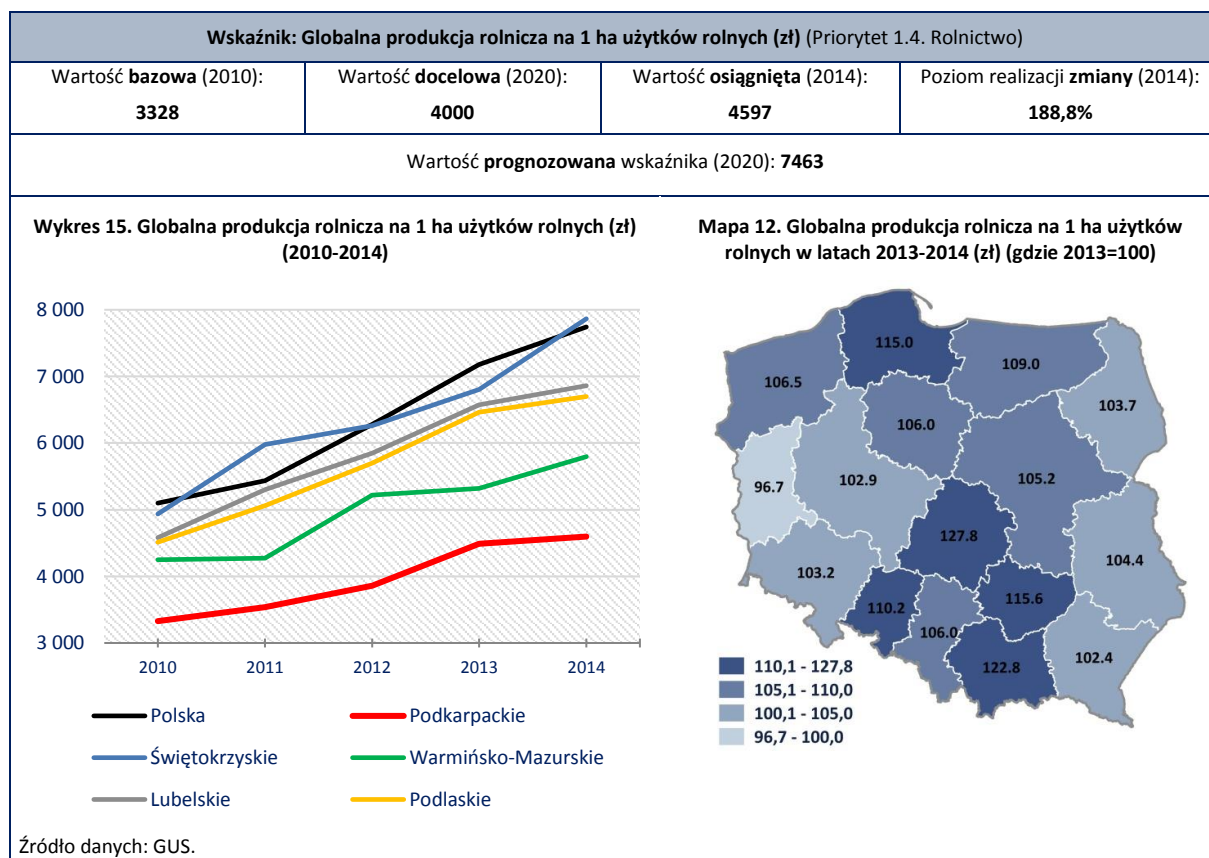 Wskaźnik: Globalna produkcja rolnicza na 1 ha użytków rolnych (zł) (Priorytet 1.4. Rolnictwo)
Wartość bazowa (2010):
3328
Wartość docelowa (2020):
4000
Wartość osiągnięta (2014):
4597
Poziom realizacji zmiany (2014):
188,8%
Wartość prognozowana wskaźnika (2020): 7463
Wykres 15. Globalna produkcja rolnicza na 1 ha użytków rolnych (zł)
(2010-2014)
8 000
7 000
6 000
5 000
4 000
3 000
2010 2011 2012 2013 2014
Polska Podkarpackie
Świętokrzyskie Warmińsko-Mazurskie
Lubelskie Podlaskie
Mapa 12. Globalna produkcja rolnicza na 1 ha użytków
rolnych w latach 2013-2014 (zł) (gdzie 2013=100)
115.0
109.0
106.5
103.7
106.0
105.2
96.7
102.9
127.8
104.4
103.2
115.6
110.2
106.0
102.4
122.8
110,1 - 127,8
105,1 - 110,0
100,1 - 105,0
96,7 - 100,0
Źródło danych: GUS.